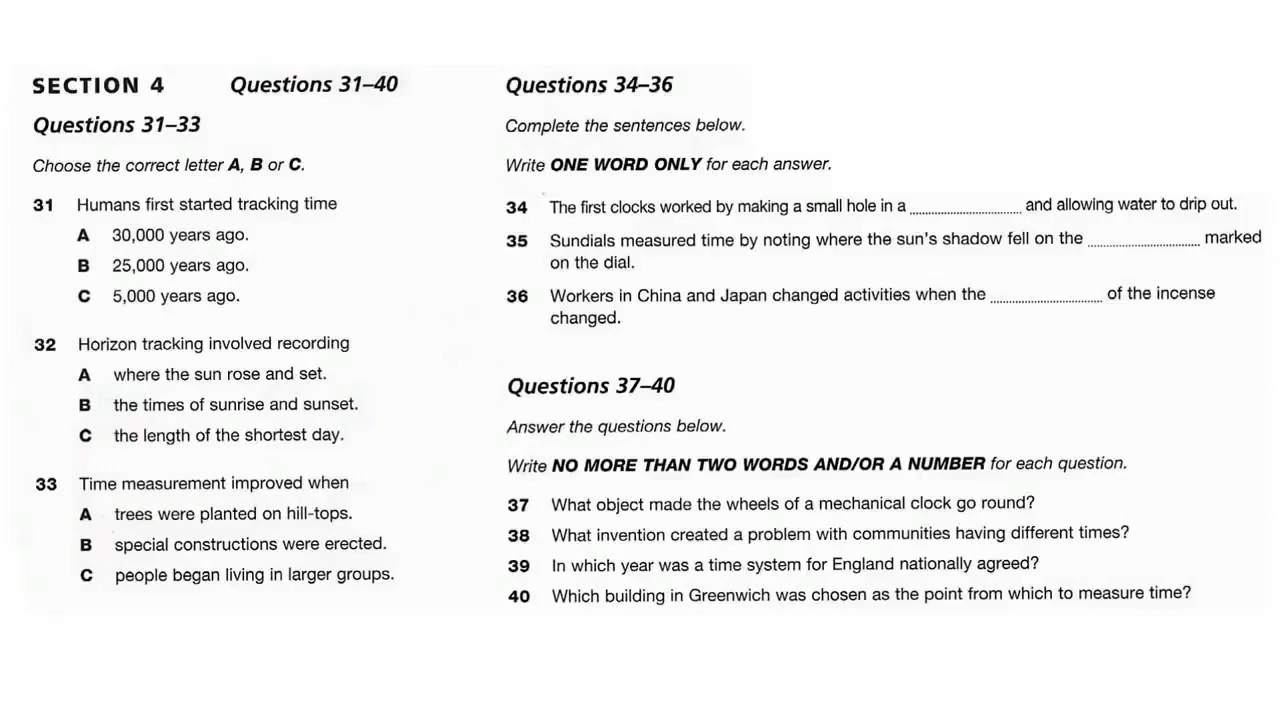 SECTION 4 Questions 31–40
Questions 31–33
Choose the correct letter A, B or C.
31 Humans first started tracking time
A 30,000 years ago.
B 25,000 years ago.
C 5,000 years ago.
32 Horizon tracking involved recording
A where the sun rose and set.
B the times of sunrise and sunset.
C the length of the shortest day.
33 Time measurement improved when
A trees were planted on hill-tops.
B special constructions were erected.
C people began living in larger groups.
Questions 34–36
Complete the sentences below.
Write ONE WORD ONLY for each answer.
34 The first clocks worked by making a small hole in a ............................ and allowing water to drip out.
35 Sundials measured time by noting where the sun's shadow fell on the ............................ marked
on the dial.
36 Workers in China and Japan changed activities when the ............................ of the incense
changed.
Questions 37–40
Answer the questions below.
Write NO MORE THAN TWO WORDS AND/OR A NUMBER for each question.
37 What object made the wheels of a mechanical clock go round?
38 What invention created a problem with communities having different times?
39 In which year was a time system for England nationally agreed?
40 Which building in Greenwich was chosen as the point from which to measure time?